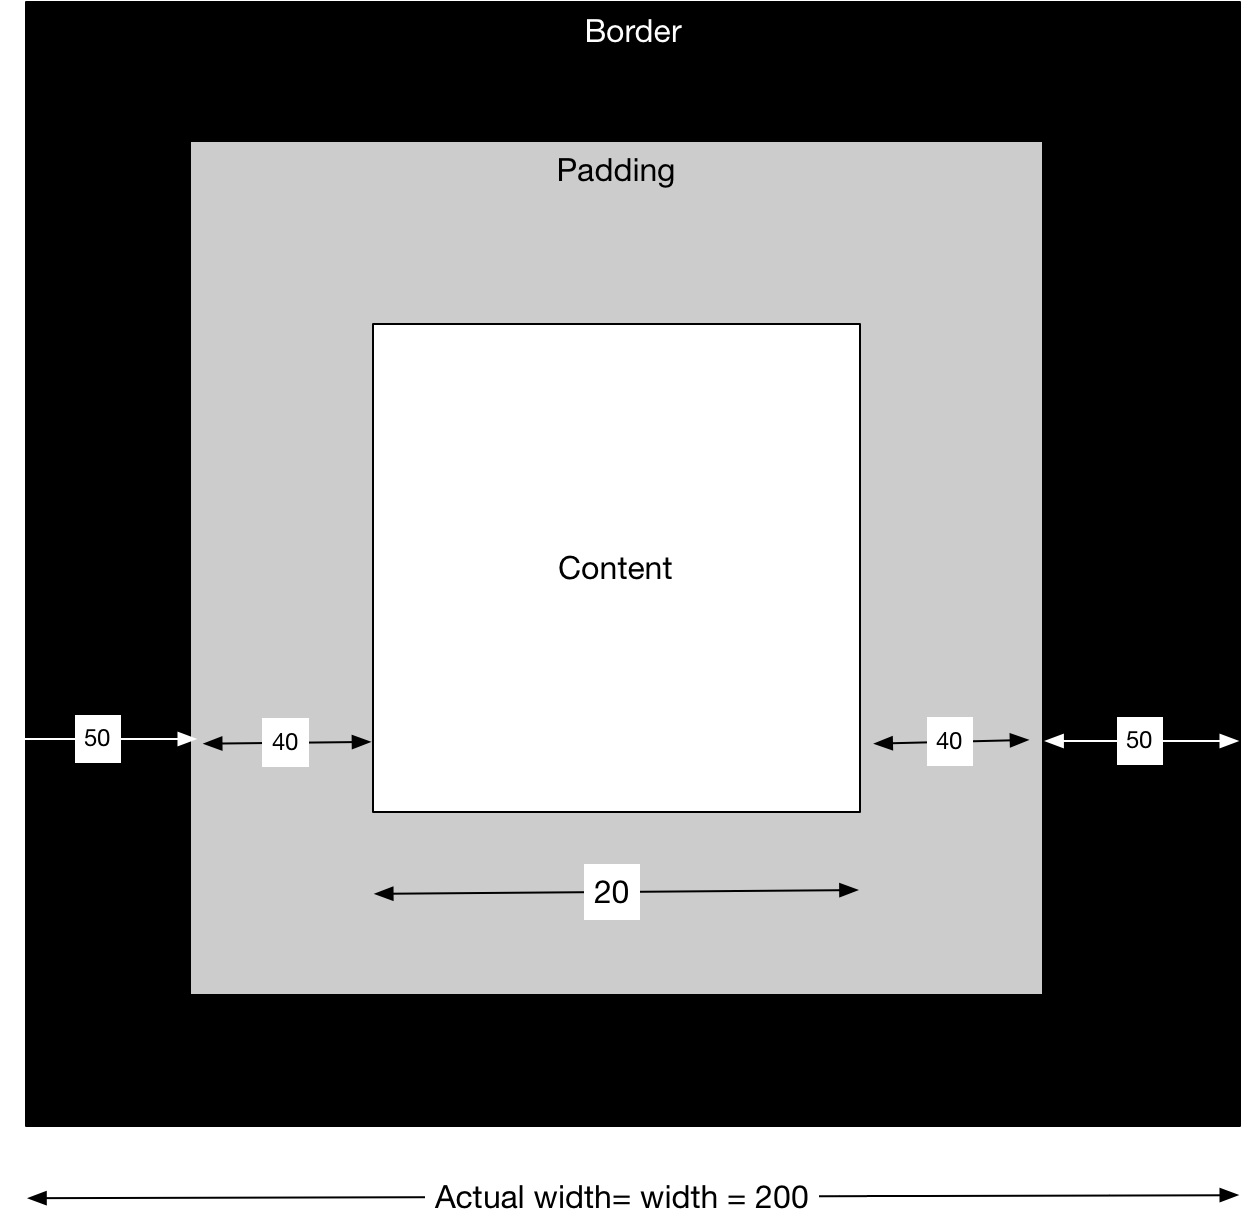 Border
Padding
Content
50
40
40
50
20
Actual width= width = 200